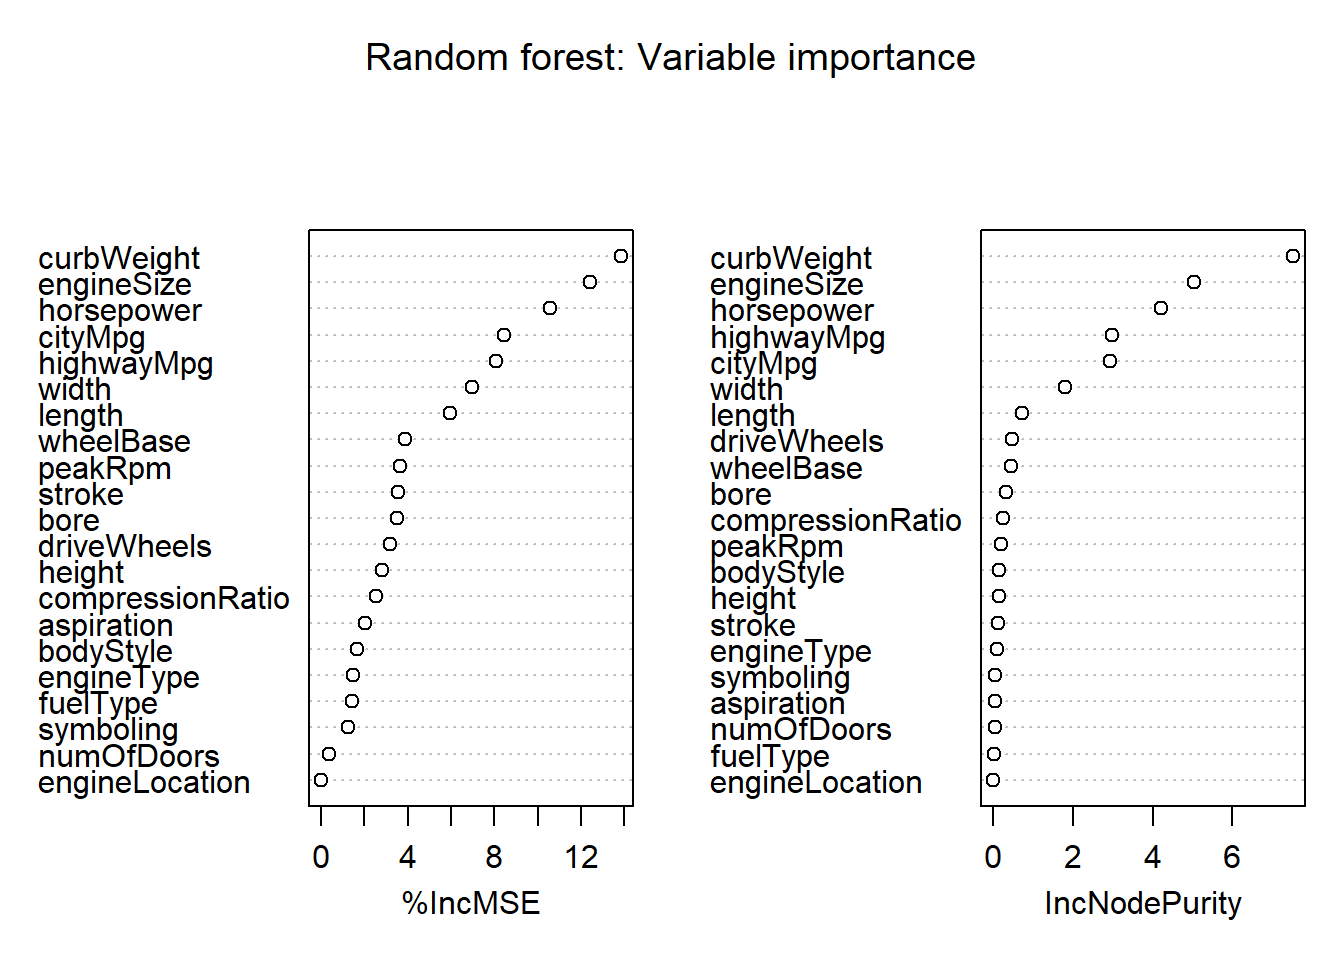 Random forest: Variable importance
curbWeight
engineSize
horsepower
cityMpg
highwayMpg
width
length
wheelBase
peakRpm
stroke
bore
driveWheels
height
compressionRatio
aspiration
bodyStyle
engineType
fuelType
symboling
numOfDoors
engineLocation
0 4 8 12
%IncMSE
curbWeight
engineSize
horsepower
highwayMpg
cityMpg
width
length
driveWheels
wheelBase
bore
compressionRatio
peakRpm
bodyStyle
height
stroke
engineType
symboling
aspiration
numOfDoors
fuelType
engineLocation
0 2 4 6
IncNodePurity